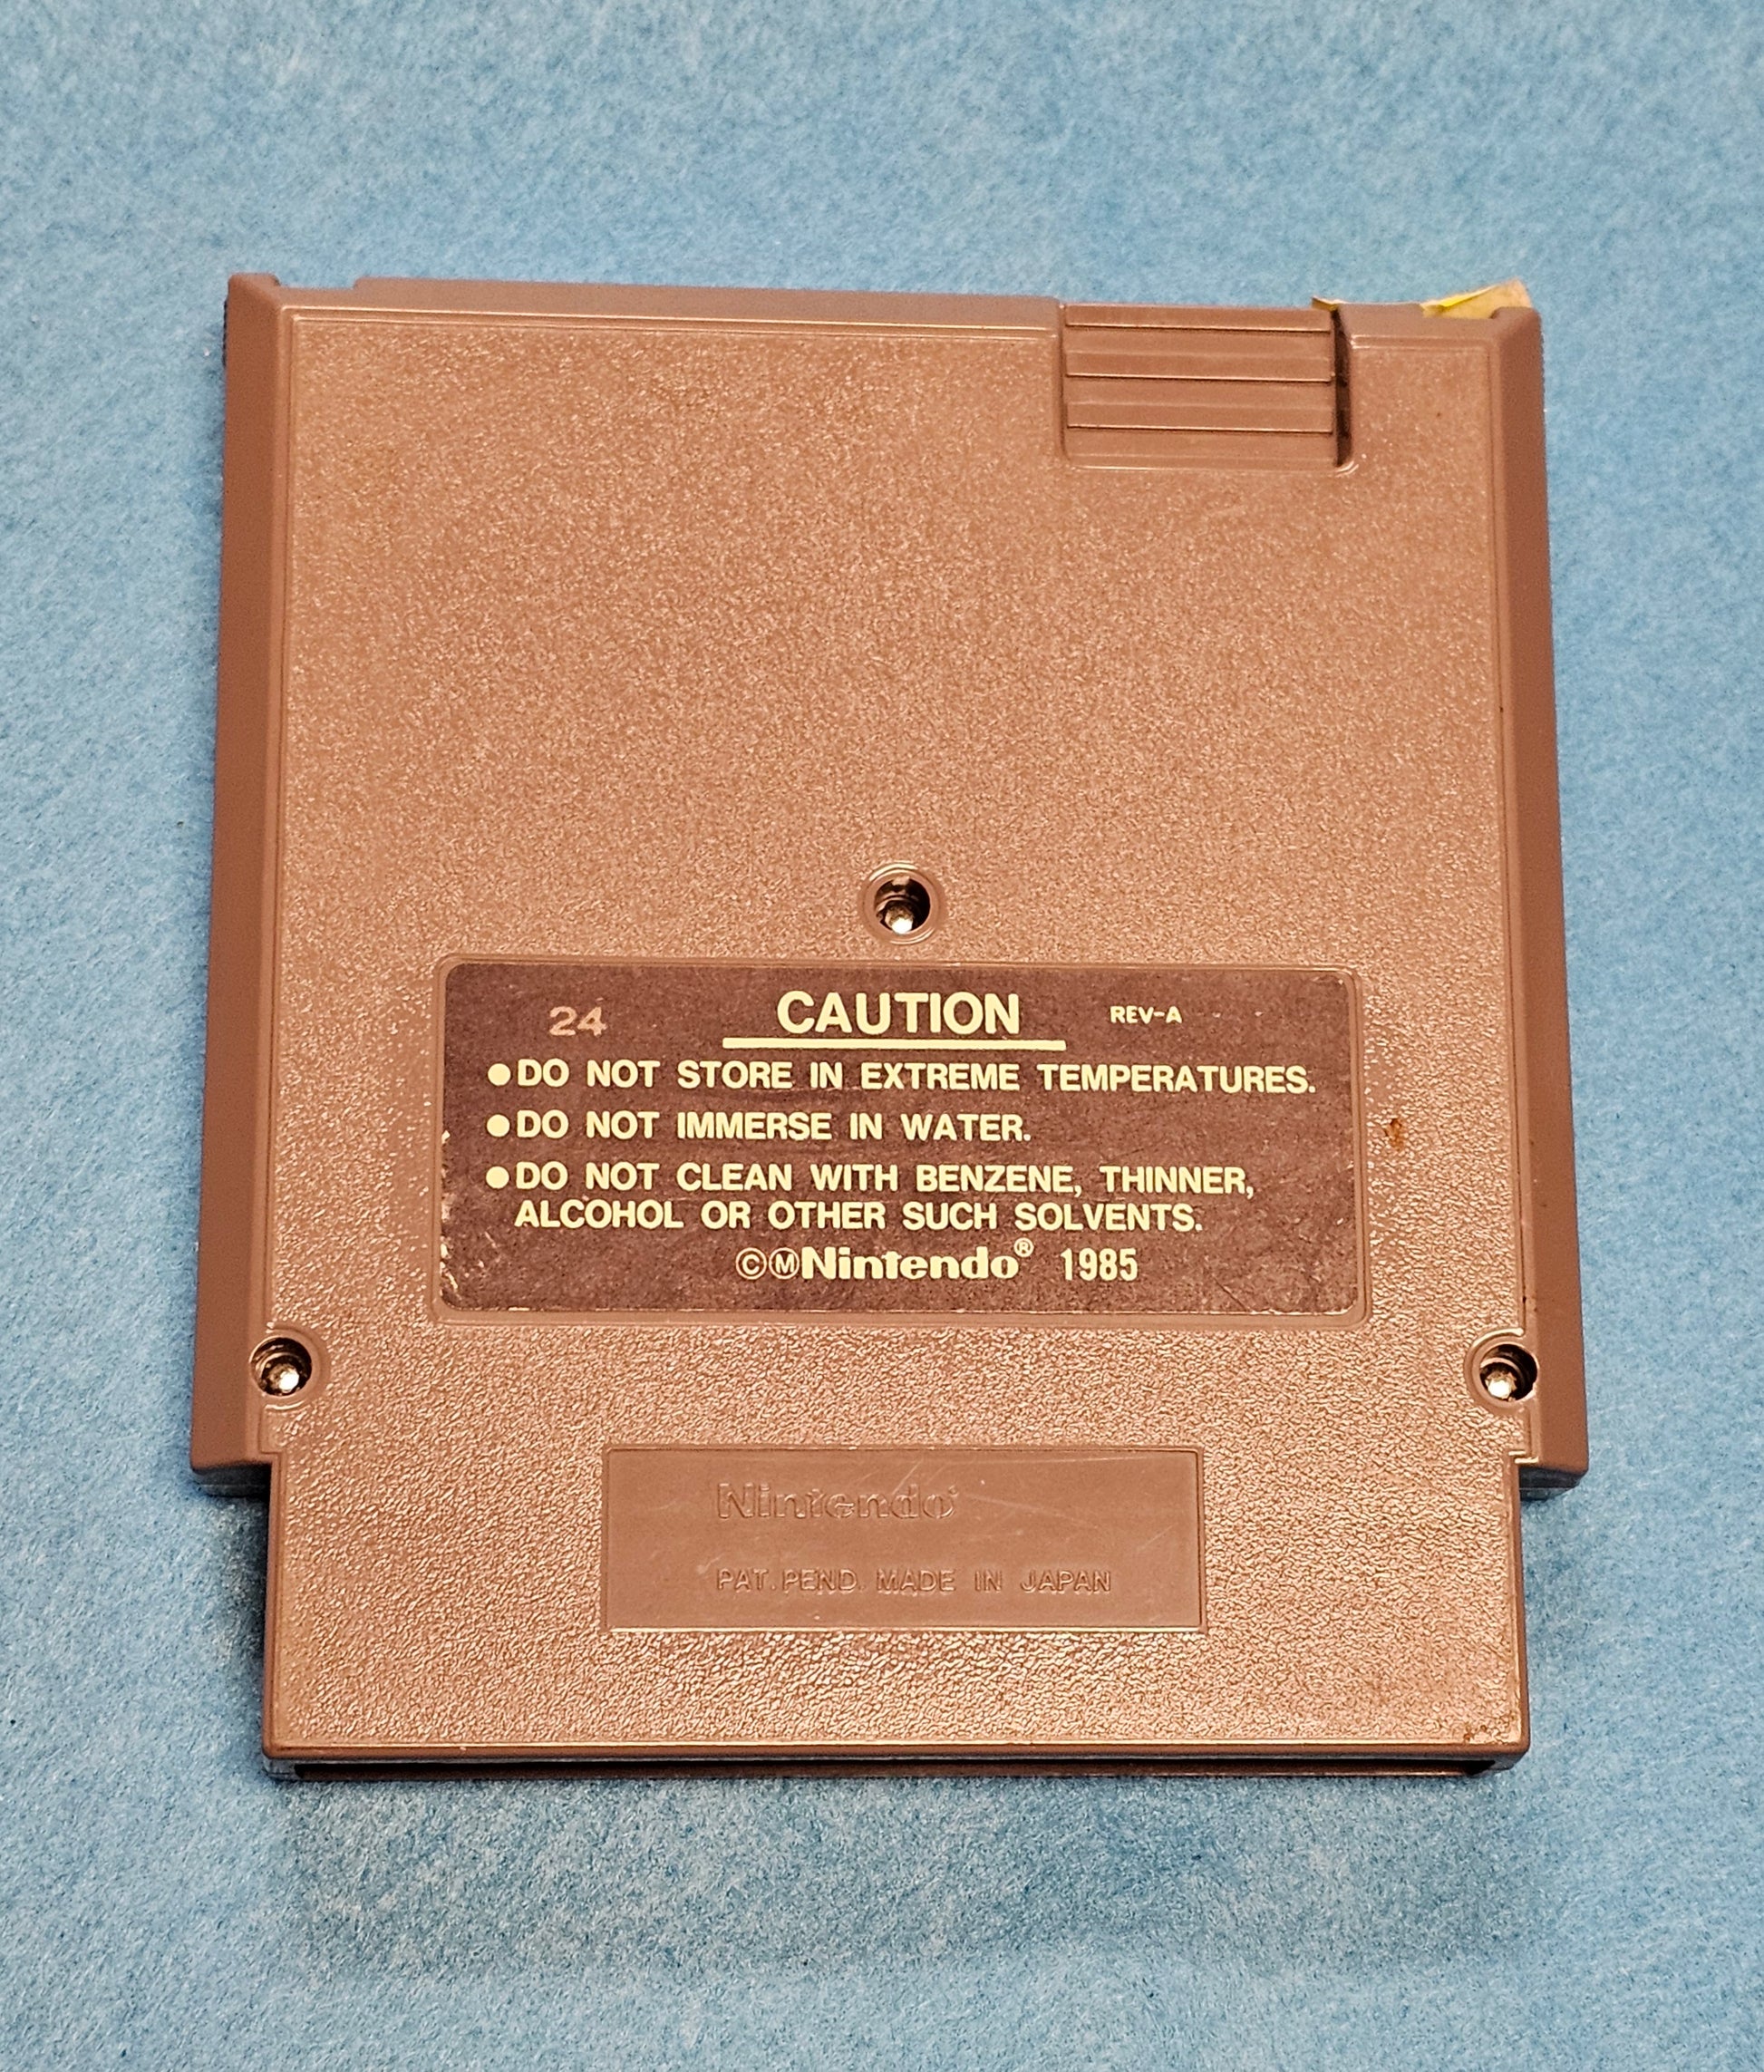 24 CAUTION REV-A
●DO NOT STORE IN EXTREME TEMPERATURES.
●DO NOT IMMERSE IN WATER.
●DO NOT CLEAN WITH BENZENE, THINNER,
ALCOHOL OR OTHER SUCH SOLVENTS.
©ⓂNintendo® 1985
Nintendo®
PAT. PEND. MADE IN JAPAN